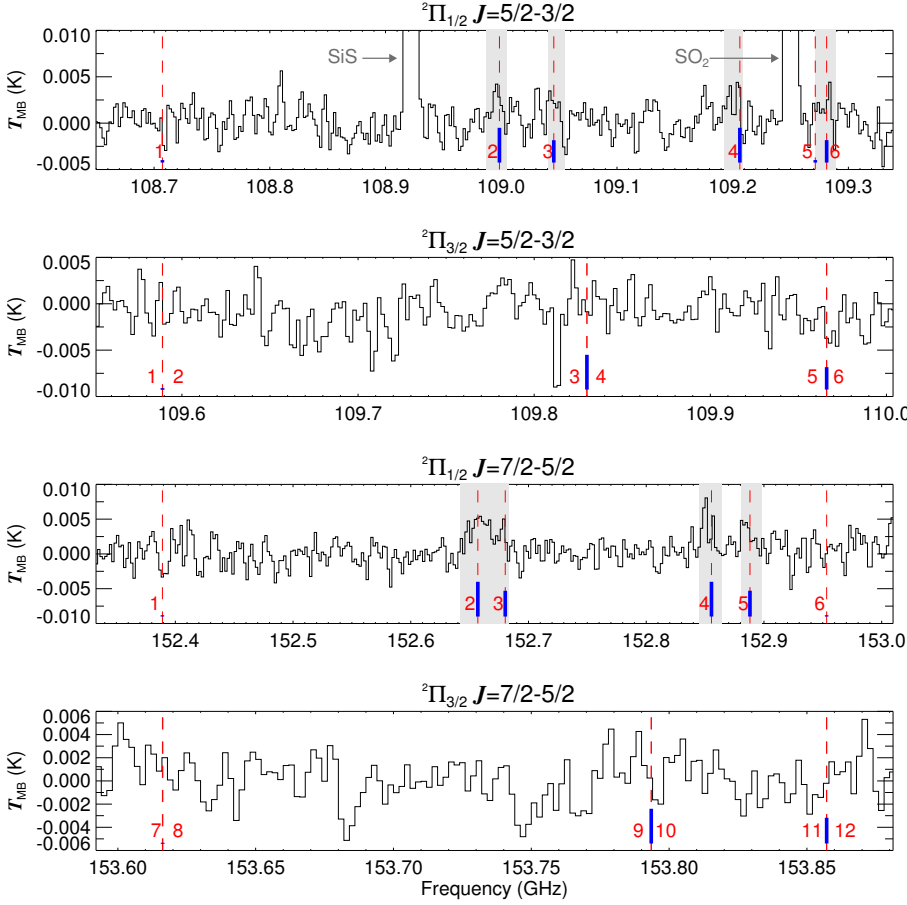 ²Π₁/₂ J=5/2-3/2
0.010
0.005
0.000
-0.005
T_MB (K)
SiS
SO₂
1 2 3 4 5 6
108.7 108.8 108.9 109.0 109.1 109.2 109.3
²Π₃/₂ J=5/2-3/2
0.005
0.000
-0.005
-0.010
T_MB (K)
1 2 3 4 5 6
109.6 109.7 109.8 109.9 110.0
²Π₁/₂ J=7/2-5/2
0.010
0.005
0.000
-0.005
-0.010
T_MB (K)
1 2 3 4 5 6
152.4 152.5 152.6 152.7 152.8 152.9 153.0
²Π₃/₂ J=7/2-5/2
0.006
0.004
0.002
0.000
-0.002
-0.004
-0.006
T_MB (K)
7 8 9 10 11 12
153.60 153.65 153.70 153.75 153.80 153.85
Frequency (GHz)